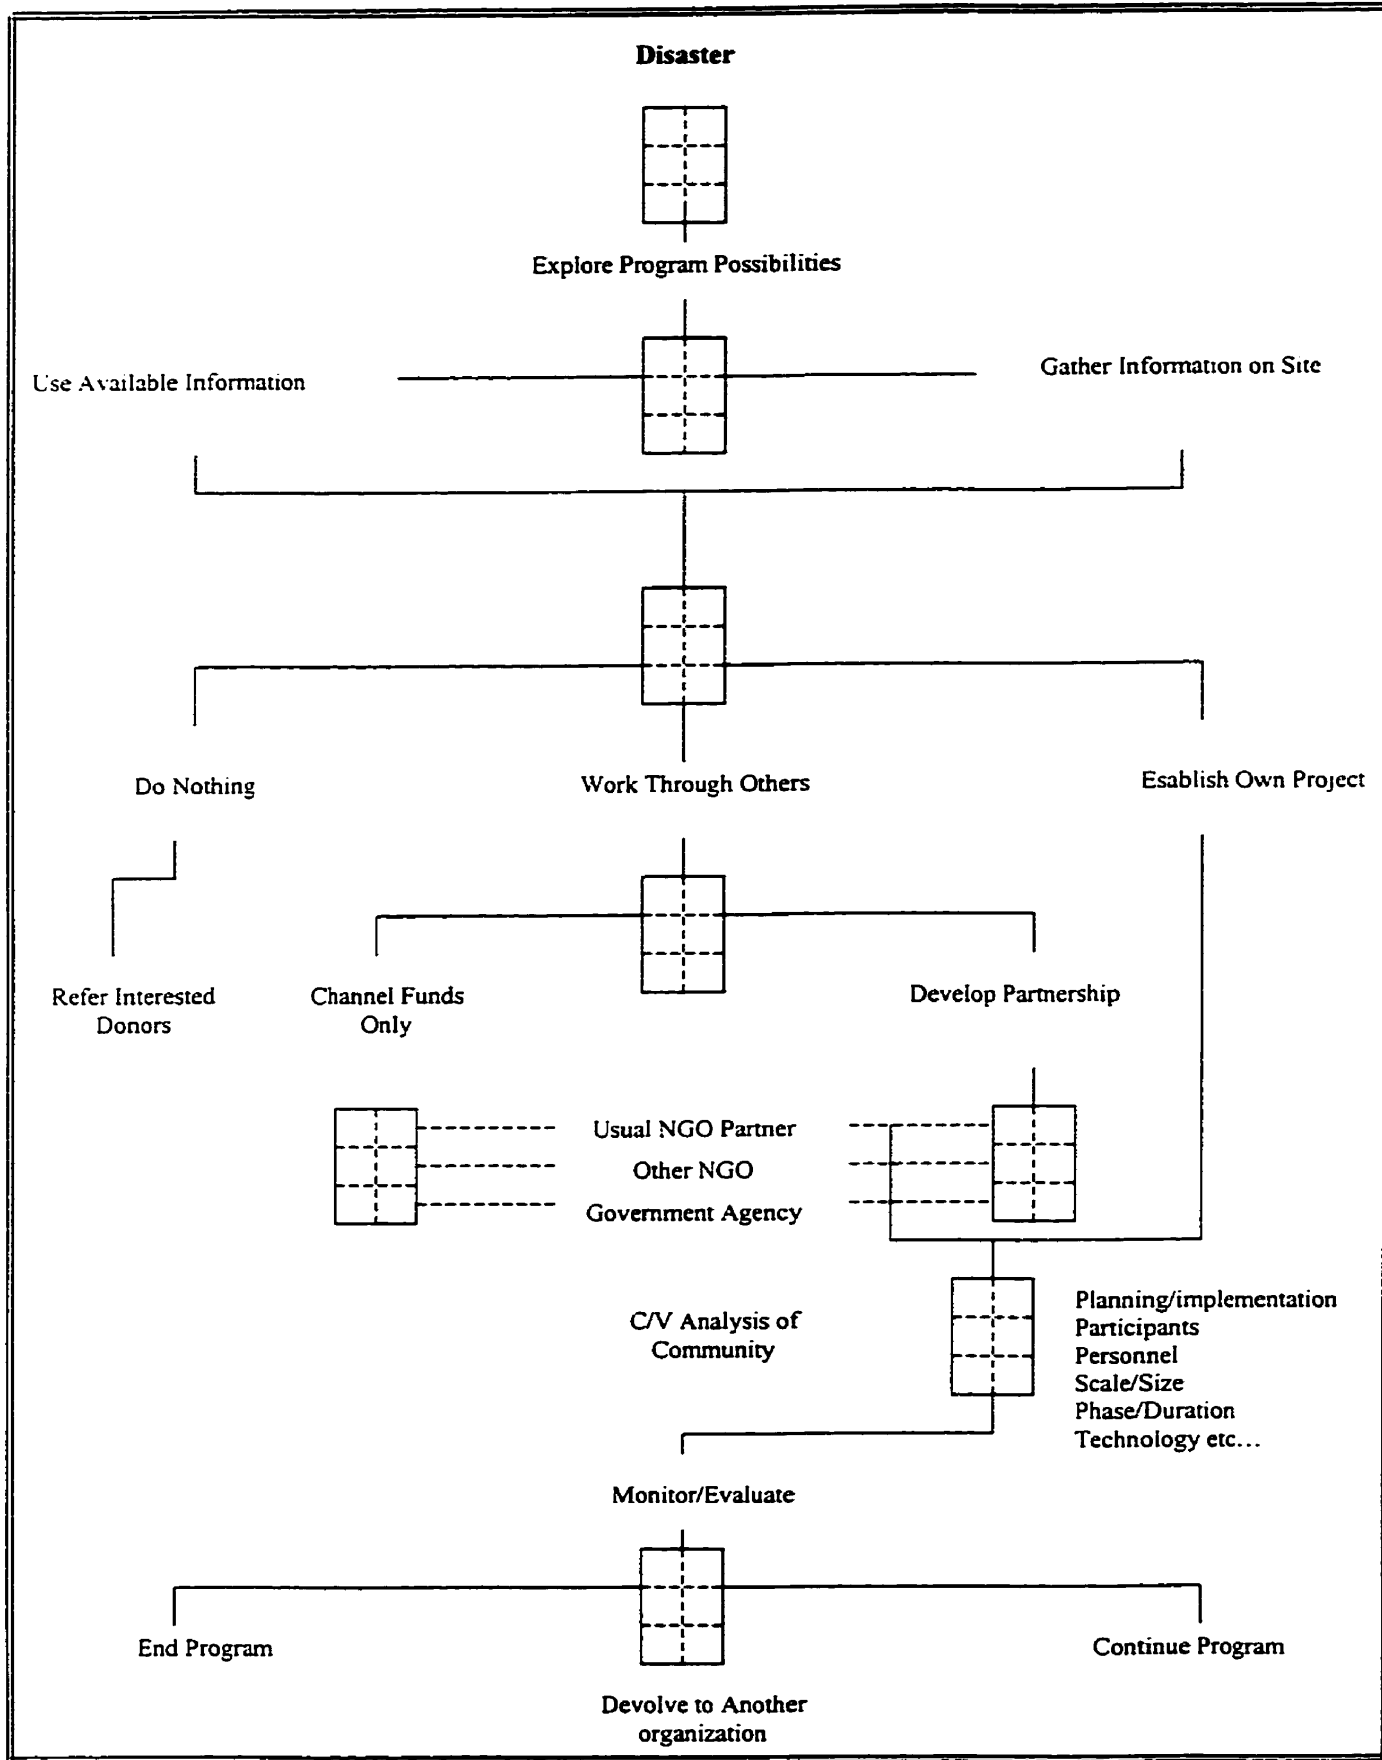 Disaster
Explore Program Possibilities
Use Available Information
Gather Information on Site
Do Nothing
Work Through Others
Esablish Own Project
Refer Interested
Donors
Channel Funds
Only
Develop Partnership
Usual NGO Partner
Other NGO
Government Agency
C/V Analysis of
Community
Planning/implementation
Participants
Personnel
Scale/Size
Phase/Duration
Technology etc...
Monitor/Evaluate
End Program
Continue Program
Devolve to Another
organization